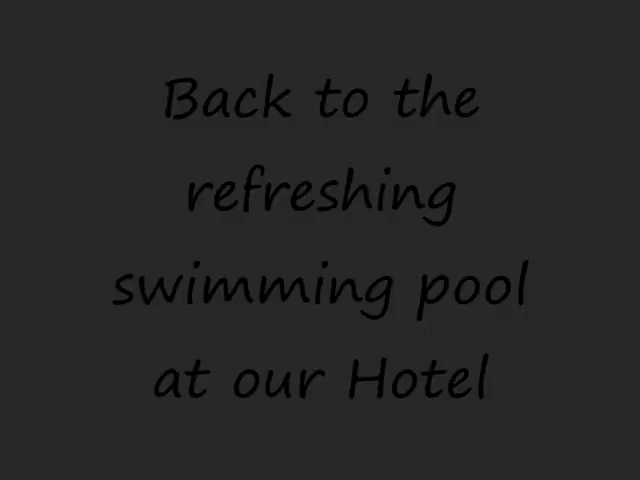 Back to the
refreshing
swimming pool
at our Hotel